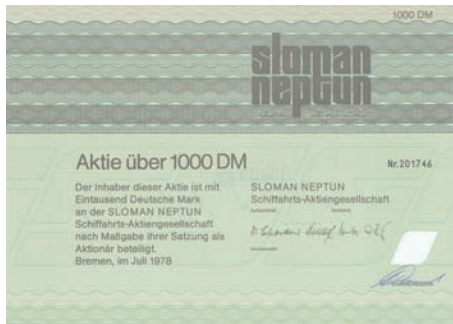 1000 DM
sloman
neptun
Aktie über 1000 DM
Nr.201746
Der Inhaber dieser Aktie ist mit
Eintausend Deutsche Mark
an der SLOMAN NEPTUN
Schiffahrts-Aktiengesellschaft
nach Maßgabe ihrer Satzung als
Aktionär beteiligt.
Bremen, im Juli 1978
SLOMAN NEPTUN
Schiffahrts-Aktiengesellschaft